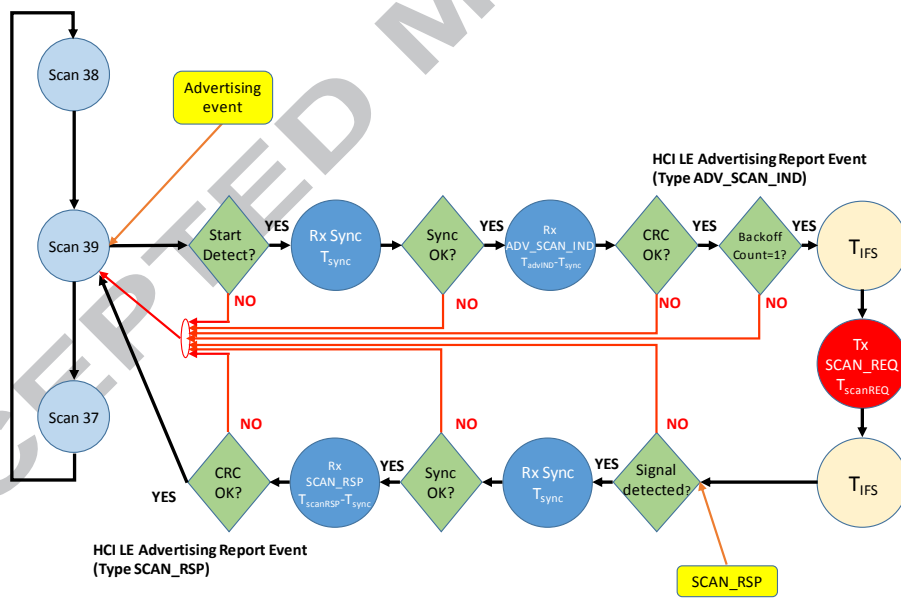 Scan 38
Advertising
event
HCI LE Advertising Report Event
(Type ADV_SCAN_IND)
Scan 39
Start
Detect?
YES
Rx Sync
Tsync
Sync
OK?
YES
Rx
ADV_SCAN_IND
TadvIND-Tsync
CRC
OK?
YES
Backoff
Count=1?
YES
TIFS
NO
NO
NO
NO
Tx
SCAN_REQ
TscanREQ
Scan 37
NO
NO
NO
YES
CRC
OK?
Rx
SCAN_RSP
TscanRSP-Tsync
YES
Sync
OK?
Rx Sync
Tsync
YES
Signal
detected?
TIFS
HCI LE Advertising Report Event
(Type SCAN_RSP)
SCAN_RSP
CEPTED M